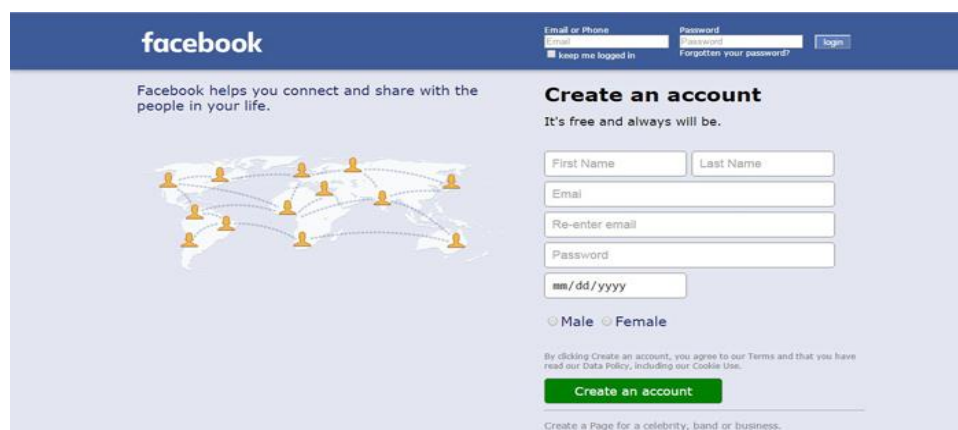 facebook
Email or Phone
Password
Email
Password
login
keep me logged in
Forgotten your password?
Facebook helps you connect and share with the
people in your life.
Create an account
It's free and always will be.
First Name
Last Name
Emai
Re-enter email
Password
mm/dd/yyyy
Male
Female
By clicking Create an account, you agree to our Terms and that you have
read our Data Policy, including our Cookie Use.
Create an account
Create a Page for a celebrity, band or business.